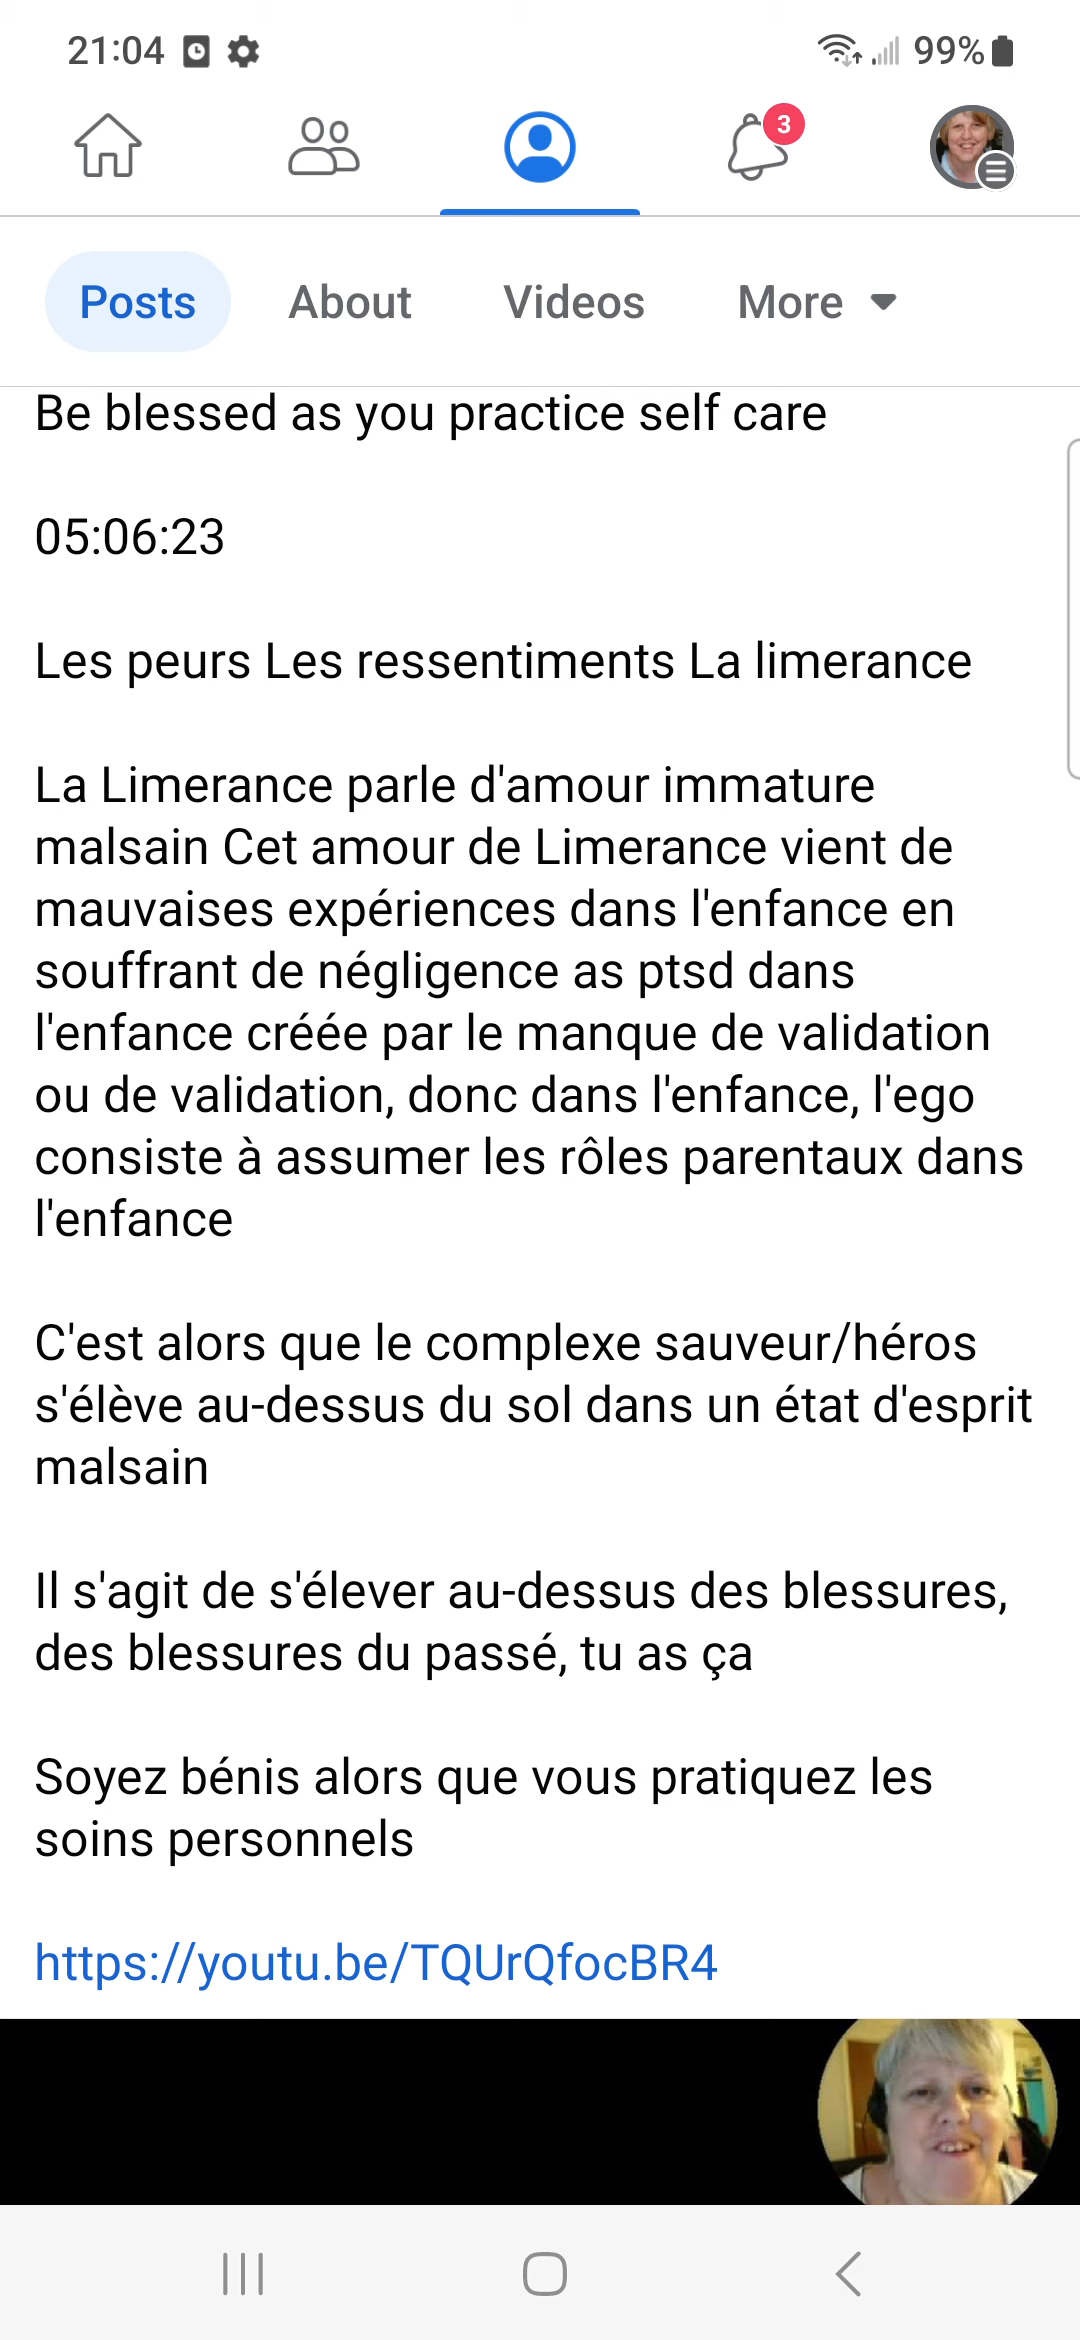 21:04
99%
3
Posts About Videos More
Be blessed as you practice self care
05:06:23
Les peurs Les ressentiments La limerance
La Limerance parle d'amour immature
malsain Cet amour de Limerance vient de
mauvaises expériences dans l'enfance en
souffrant de négligence as ptsd dans
l'enfance créée par le manque de validation
ou de validation, donc dans l'enfance, l'ego
consiste à assumer les rôles parentaux dans
l'enfance
C'est alors que le complexe sauveur/héros
s'élève au-dessus du sol dans un état d'esprit
malsain
Il s'agit de s'élever au-dessus des blessures,
des blessures du passé, tu as ça
Soyez bénis alors que vous pratiquez les
soins personnels
https://youtu.be/TQUrQfocBR4